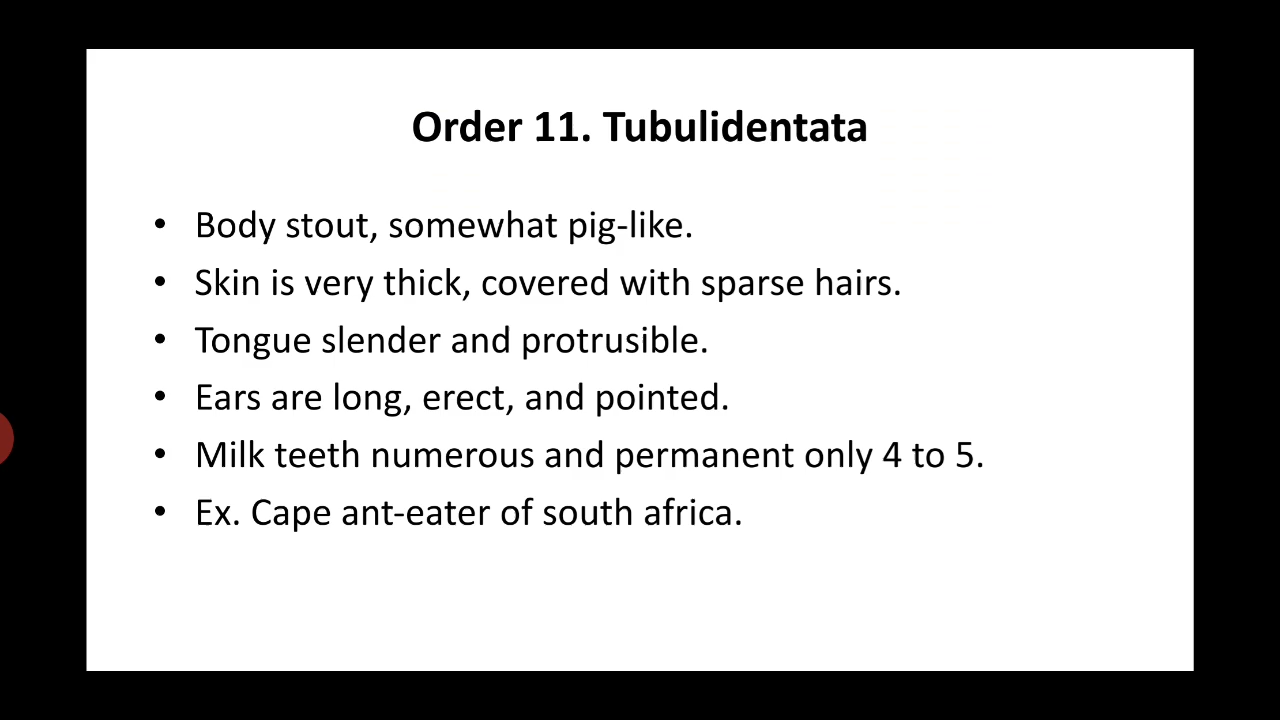 Order 11. Tubulidentata
• Body stout, somewhat pig-like.
• Skin is very thick, covered with sparse hairs.
• Tongue slender and protrusible.
• Ears are long, erect, and pointed.
• Milk teeth numerous and permanent only 4 to 5.
• Ex. Cape ant-eater of south africa.